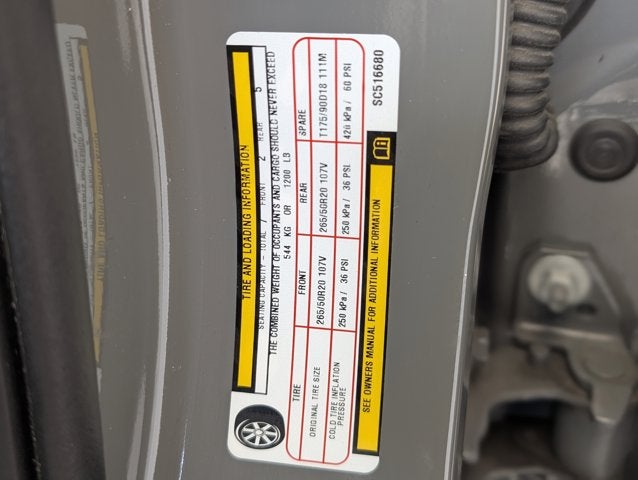 TIRE AND LOADING INFORMATION
SEATING CAPACITY - TOTAL 7 FRONT 2 REAR 5
THE COMBINED WEIGHT OF OCCUPANTS AND CARGO SHOULD NEVER EXCEED
544 KG OR 1200 LB
TIRE FRONT REAR SPARE
ORIGINAL TIRE SIZE 265/50R20 107V 265/50R20 107V T175/90D18 111M
COLD TIRE INFLATION PRESSURE 250 kPa / 36 PSI 250 kPa / 36 PSI 420 kPa / 60 PSI
SEE OWNERS MANUAL FOR ADDITIONAL INFORMATION
SC516680